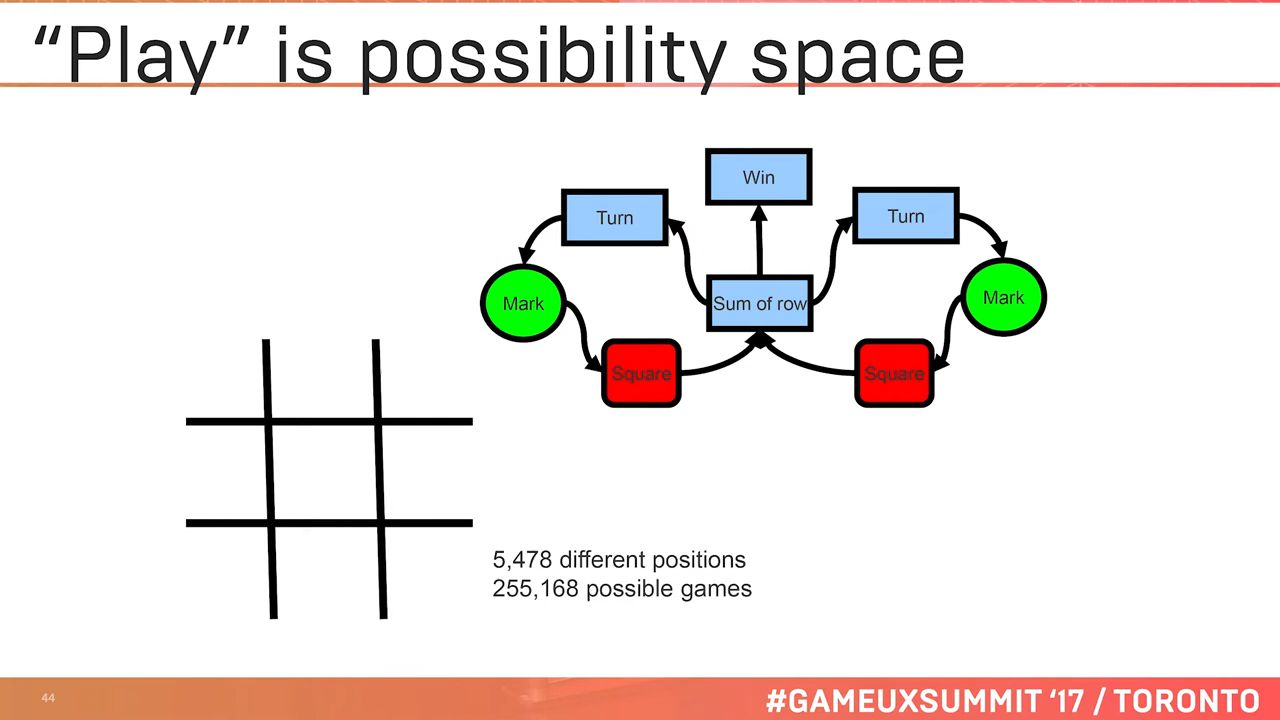 “Play” is possibility space
Win
Turn
Turn
Mark
Sum of row
Mark
Square
Square
5,478 different positions
255,168 possible games
44
#GAMEUXSUMMIT ‘17 / TORONTO